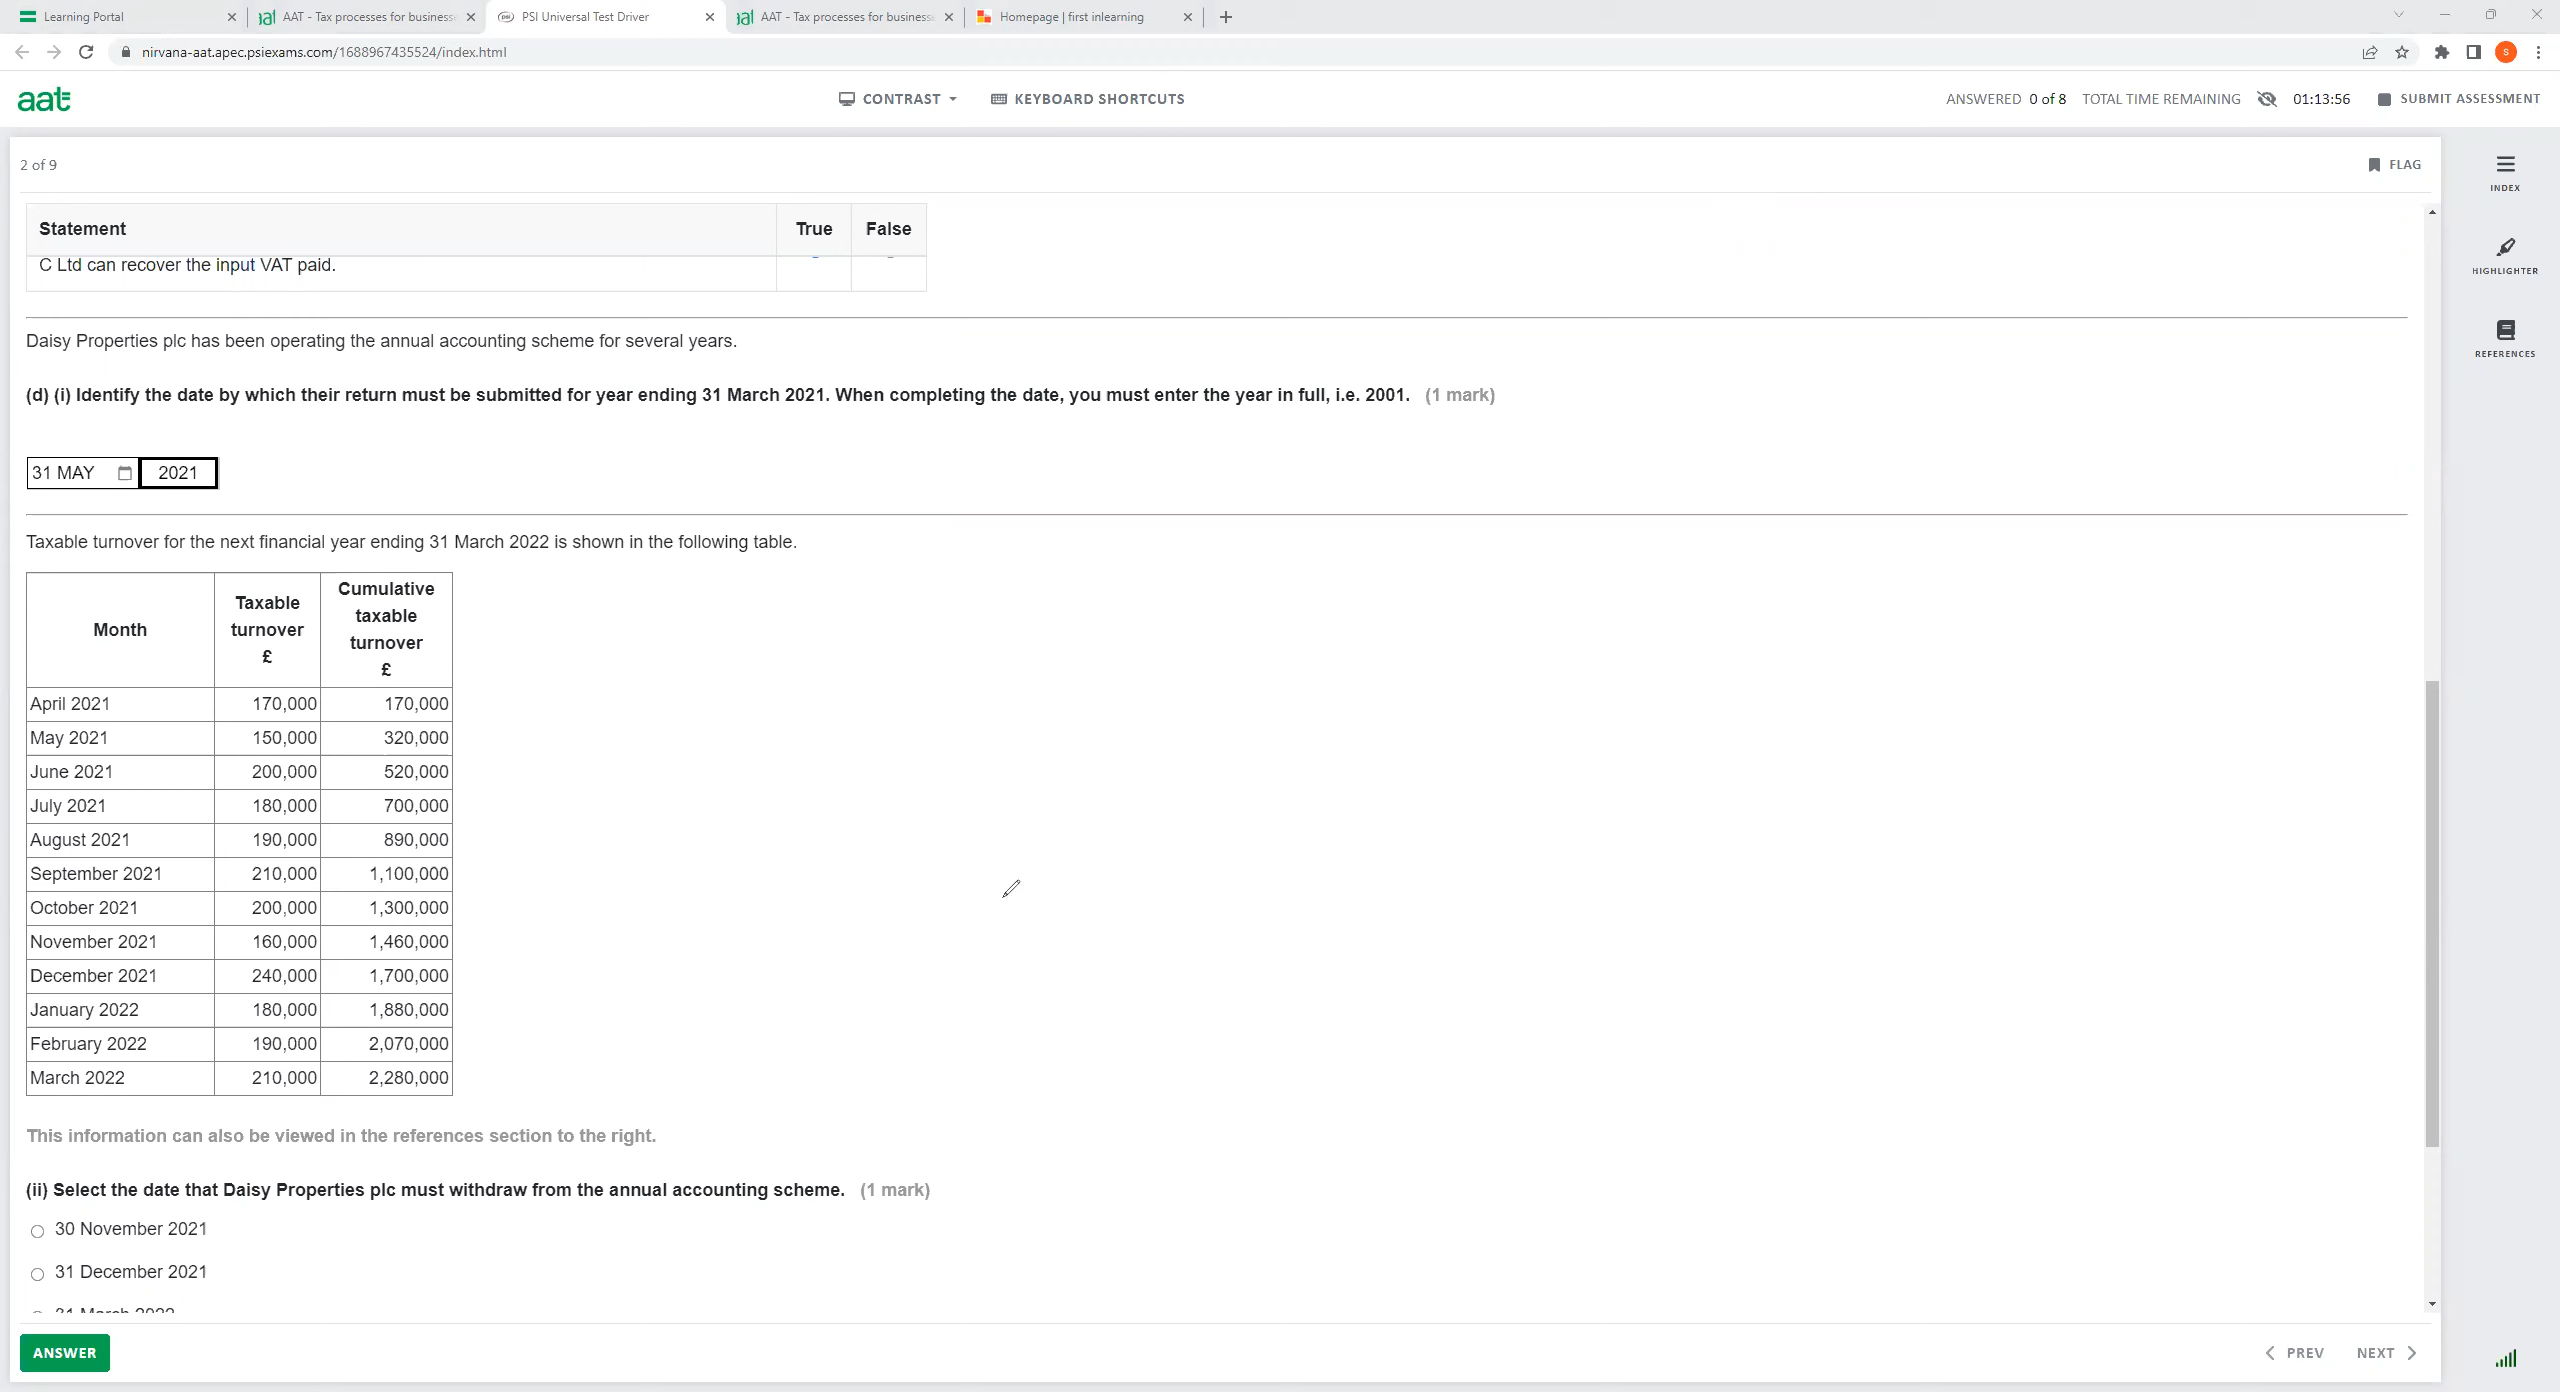 Learning Portal
aat AAT - Tax processes for business
PSI Universal Test Driver
aat AAT - Tax processes for business
Homepage | first inlearning
nirvana-aat.apec.psiexams.com/1688967435524/index.html
S
aat
CONTRAST
KEYBOARD SHORTCUTS
ANSWERED 0 of 8 TOTAL TIME REMAINING 01:13:56 SUBMIT ASSESSMENT
2 of 9
FLAG
INDEX
HIGHLIGHTER
REFERENCES
Statement True False
C Ltd can recover the input VAT paid.
Daisy Properties plc has been operating the annual accounting scheme for several years.
(d) (i) Identify the date by which their return must be submitted for year ending 31 March 2021. When completing the date, you must enter the year in full, i.e. 2001. (1 mark)
31 MAY 2021
Taxable turnover for the next financial year ending 31 March 2022 is shown in the following table.
Month Taxable turnover £ Cumulative taxable turnover £
April 2021 170,000 170,000
May 2021 150,000 320,000
June 2021 200,000 520,000
July 2021 180,000 700,000
August 2021 190,000 890,000
September 2021 210,000 1,100,000
October 2021 200,000 1,300,000
November 2021 160,000 1,460,000
December 2021 240,000 1,700,000
January 2022 180,000 1,880,000
February 2022 190,000 2,070,000
March 2022 210,000 2,280,000
This information can also be viewed in the references section to the right.
(ii) Select the date that Daisy Properties plc must withdraw from the annual accounting scheme. (1 mark)
30 November 2021
31 December 2021
31 March 2022
ANSWER
PREV
NEXT